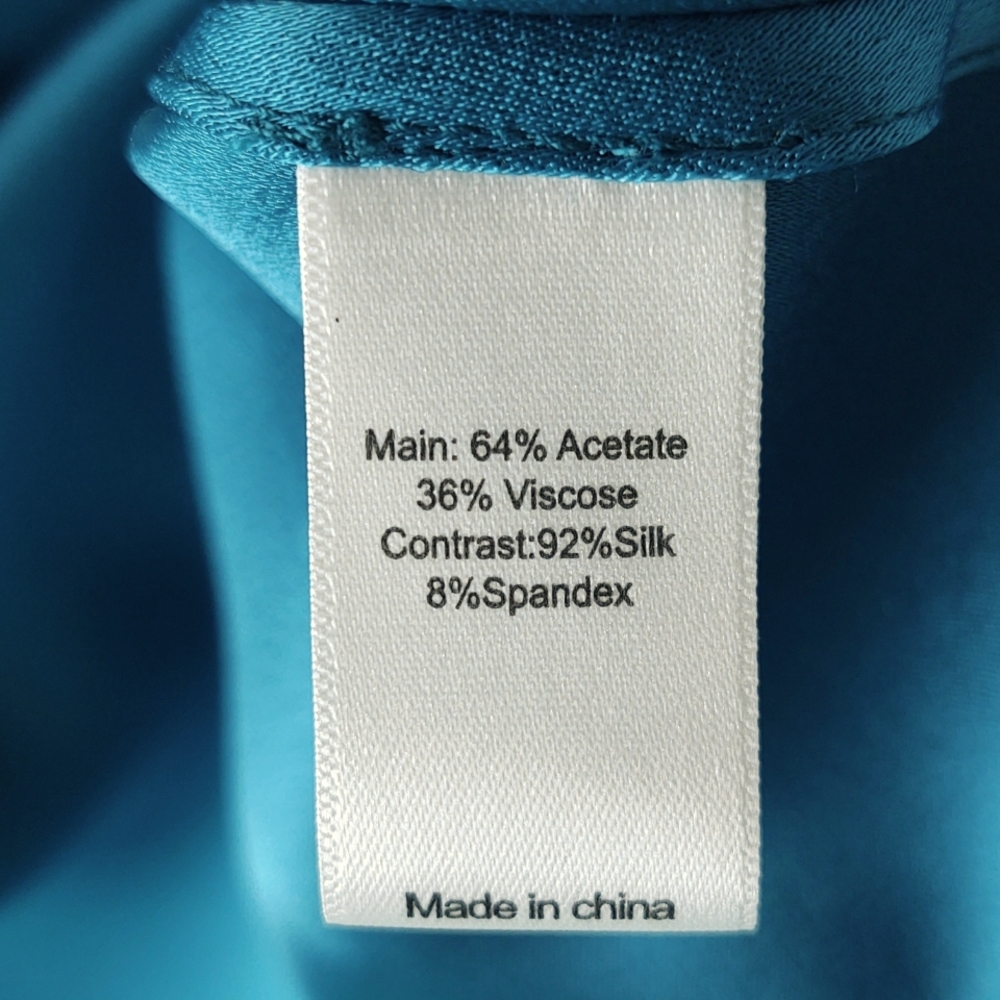 Main: 64% Acetate
36% Viscose
Contrast:92%Silk
8%Spandex
Made in china